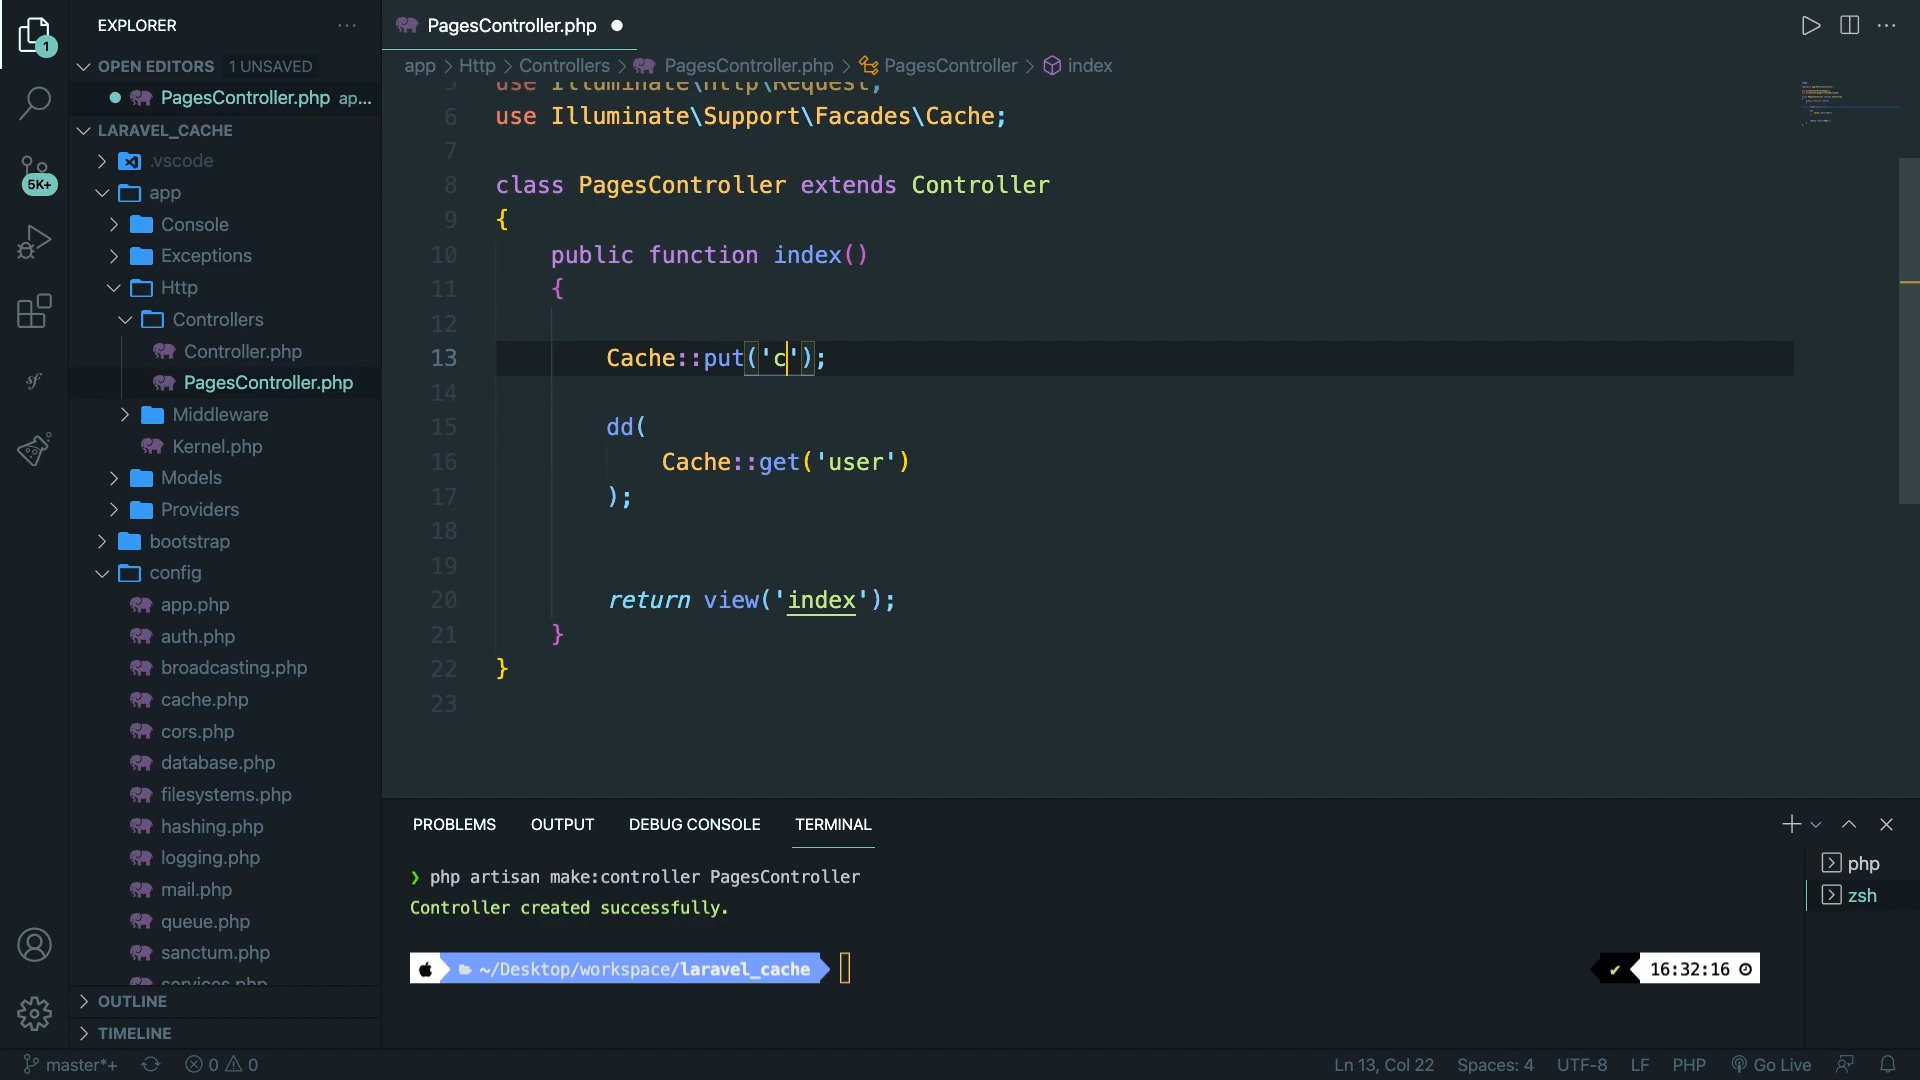 EXPLORER
OPEN EDITORS 1 UNSAVED
PagesController.php ap...
LARAVEL_CACHE
.vscode
app
Console
Exceptions
Http
Controllers
Controller.php
PagesController.php
Middleware
Kernel.php
Models
Providers
bootstrap
config
app.php
auth.php
broadcasting.php
cache.php
cors.php
database.php
filesystems.php
hashing.php
logging.php
mail.php
queue.php
sanctum.php
services.php
OUTLINE
TIMELINE
1
5K+
PagesController.php
app > Http > Controllers > PagesController.php > PagesController > index
5 use Illuminate\Http\Request;
6 use Illuminate\Support\Facades\Cache;
7
8 class PagesController extends Controller
9 {
10 public function index()
11 {
12
13 Cache::put('c');
14
15 dd(
16 Cache::get('user')
17 );
18
19
20 return view('index');
21 }
22 }
23
PROBLEMS OUTPUT DEBUG CONSOLE TERMINAL
❯ php artisan make:controller PagesController
Controller created successfully.
~/Desktop/workspace/laravel_cache
✔ 16:32:16
php
zsh
master*+ 0 0 Ln 13, Col 22 Spaces: 4 UTF-8 LF PHP Go Live